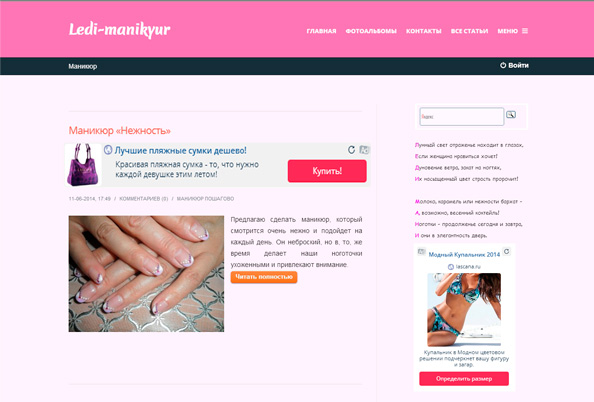 Ledi-manikyur
ГЛАВНАЯ ФОТОАЛЬБОМЫ КОНТАКТЫ ВСЕ СТАТЬИ МЕНЮ
Маникюр
Войти
Маникюр «Нежность»
Лучшие пляжные сумки дешево!
Красивая пляжная сумка - то, что нужно
каждой девушке этим летом!
Купить!
11-06-2014, 17:49 / КОММЕНТАРИЕВ (0) / МАНИКЮР ПОШАГОВО
Предлагаю сделать маникюр, который
смотрится очень нежно и подойдет на
каждый день. Он неброский, но в, то, же
время делает наши ноготочки
ухоженными и привлекают внимание.
Читать полностью
Поиск
Лунный свет отраженье находит в глазах,
Если женщина нравиться хочет!
Дуновение ветра, закат на ногтях,
Их насыщенный цвет страсть пророчит!
Молоко, карамель или нежности бархат –
А, возможно, весенний коктейль!
Ноготки – продолженье сегодня и завтра,
И они в элегантность дверь.
Модный Купальник 2014
lascana.ru
Купальник в Модном цветовом
решении подчеркнет вашу фигуру
и загар.
Определить размер